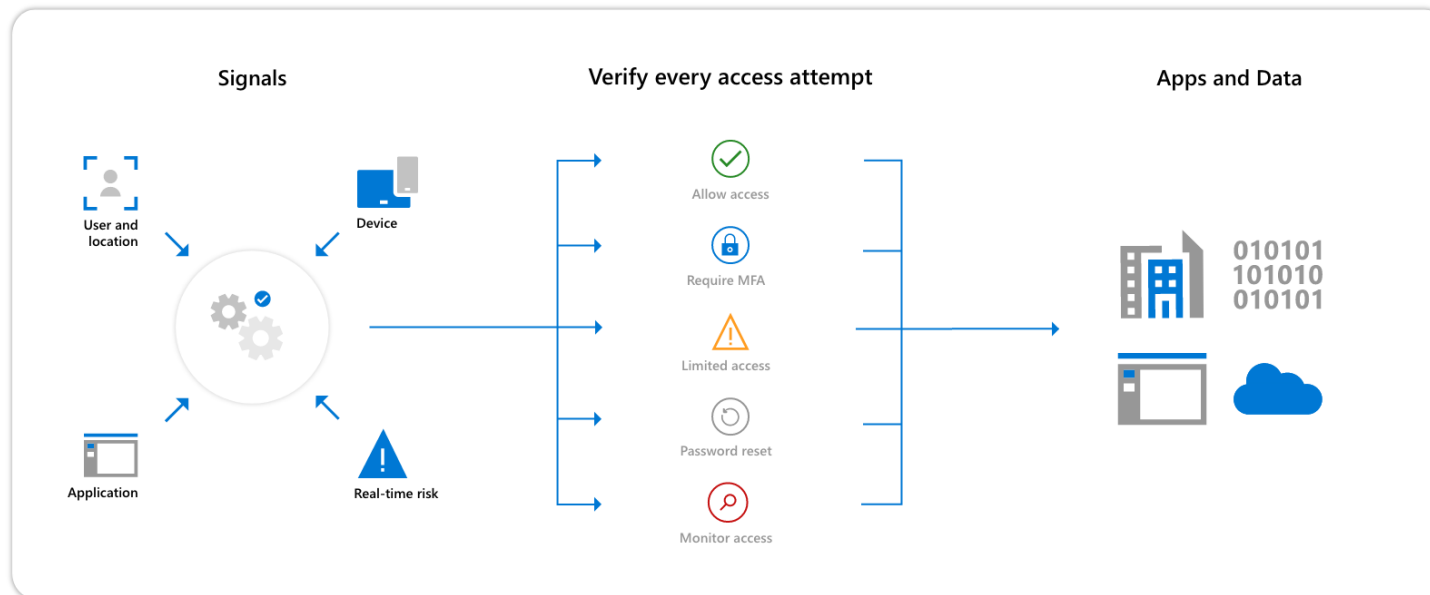 Signals
Verify every access attempt
Apps and Data
User and
location
Device
Application
Real-time risk
Allow access
Require MFA
Limited access
Password reset
Monitor access
010101
101010
010101